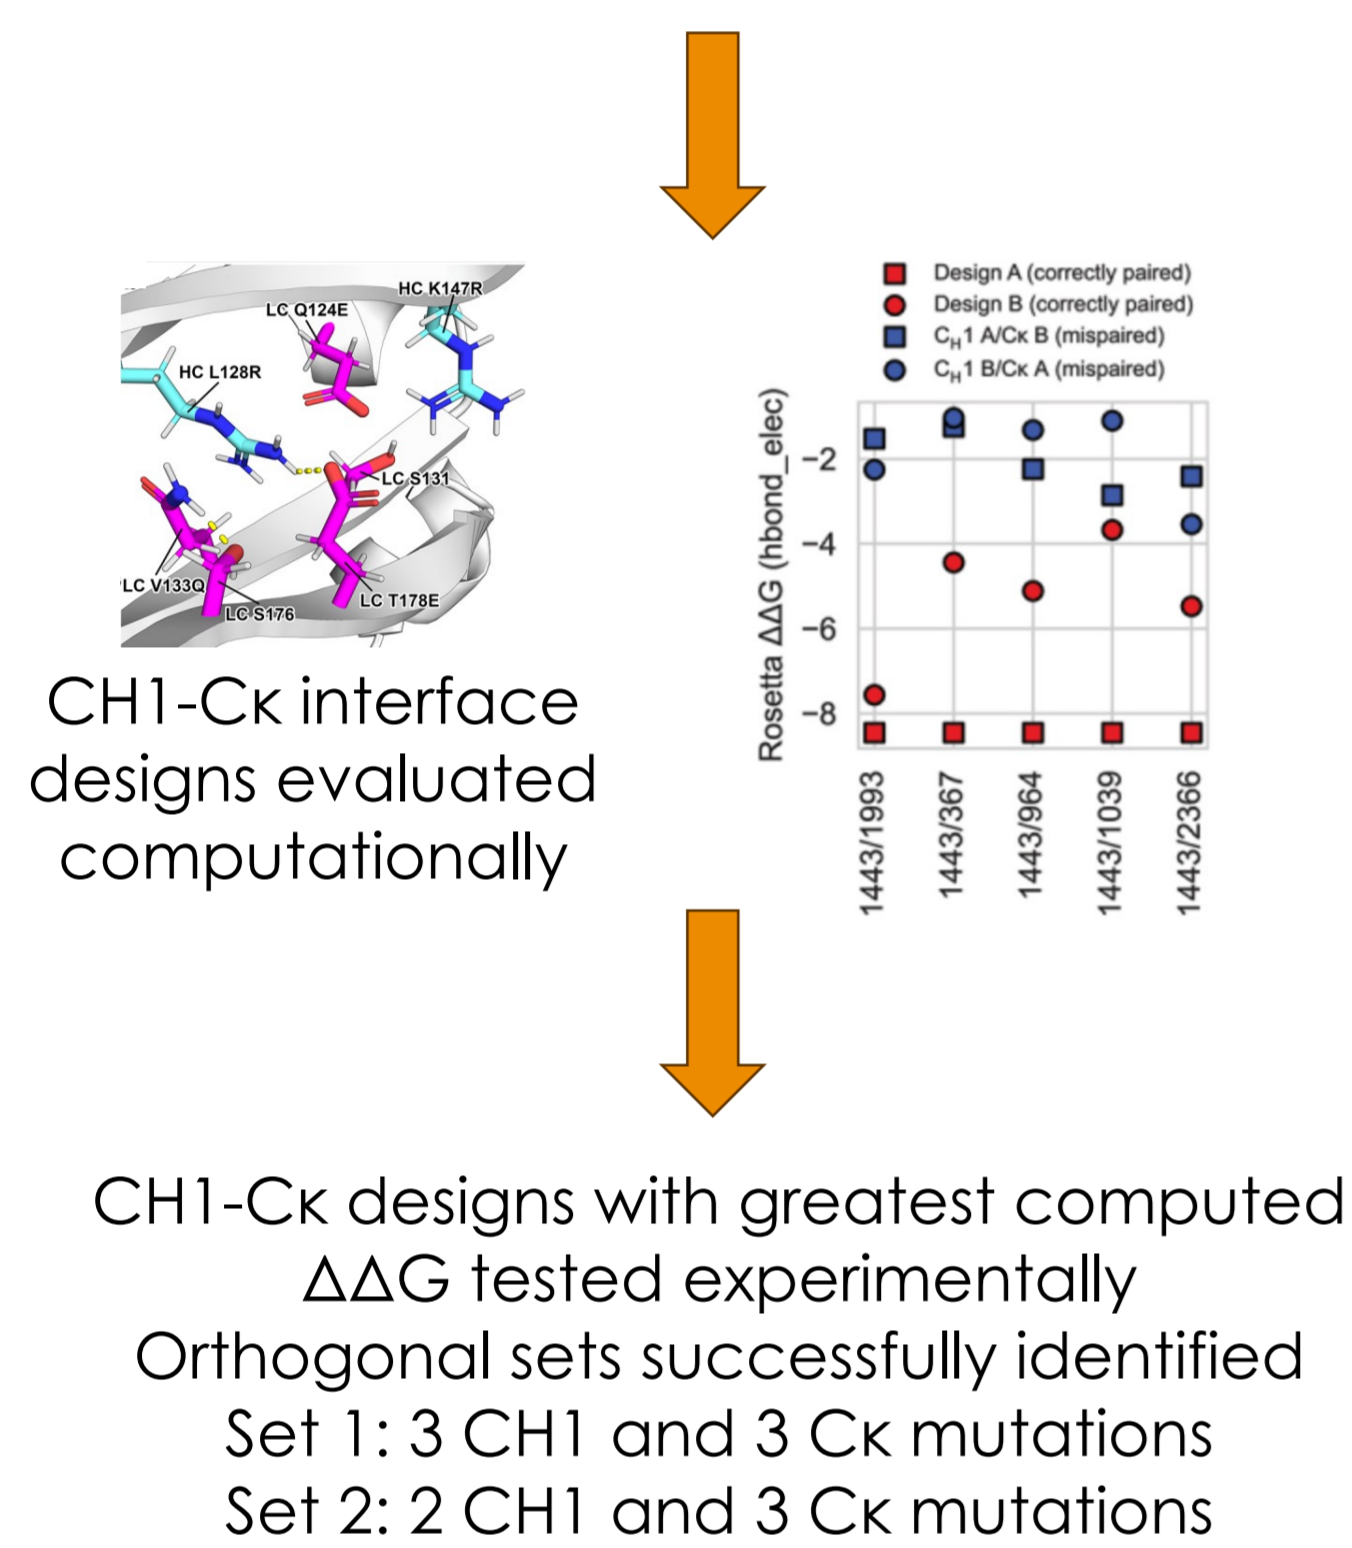 HC K147R
LC Q124E
HC L128R
LC S131
LC V133Q
LC T178E
LC S176
CH1-Cκ interface
designs evaluated
computationally
Design A (correctly paired)
Design B (correctly paired)
CH1 A/Cκ B (mispaired)
CH1 B/Cκ A (mispaired)
Rosetta ΔΔG (hbond_elec)
−2
−4
−6
−8
1443/1993
1443/367
1443/964
1443/1039
1443/2366
CH1-Cκ designs with greatest computed
ΔΔG tested experimentally
Orthogonal sets successfully identified
Set 1: 3 CH1 and 3 Cκ mutations
Set 2: 2 CH1 and 3 Cκ mutations